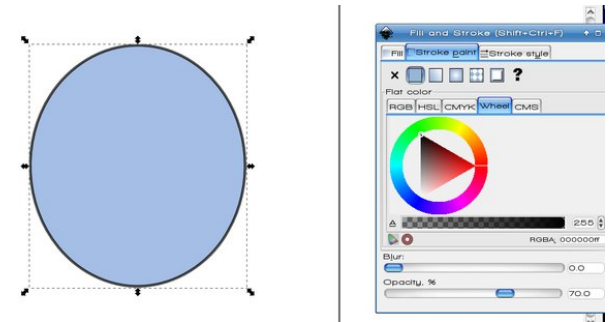 Fill and Stroke (Shift+Ctrl+F)
Fill Stroke paint Stroke style
?
Flat color
RGB HSL CMYK Wheel CMS
A 255
RGBA: 000000ff
Blur:
0.0
Opacity, %
70.0